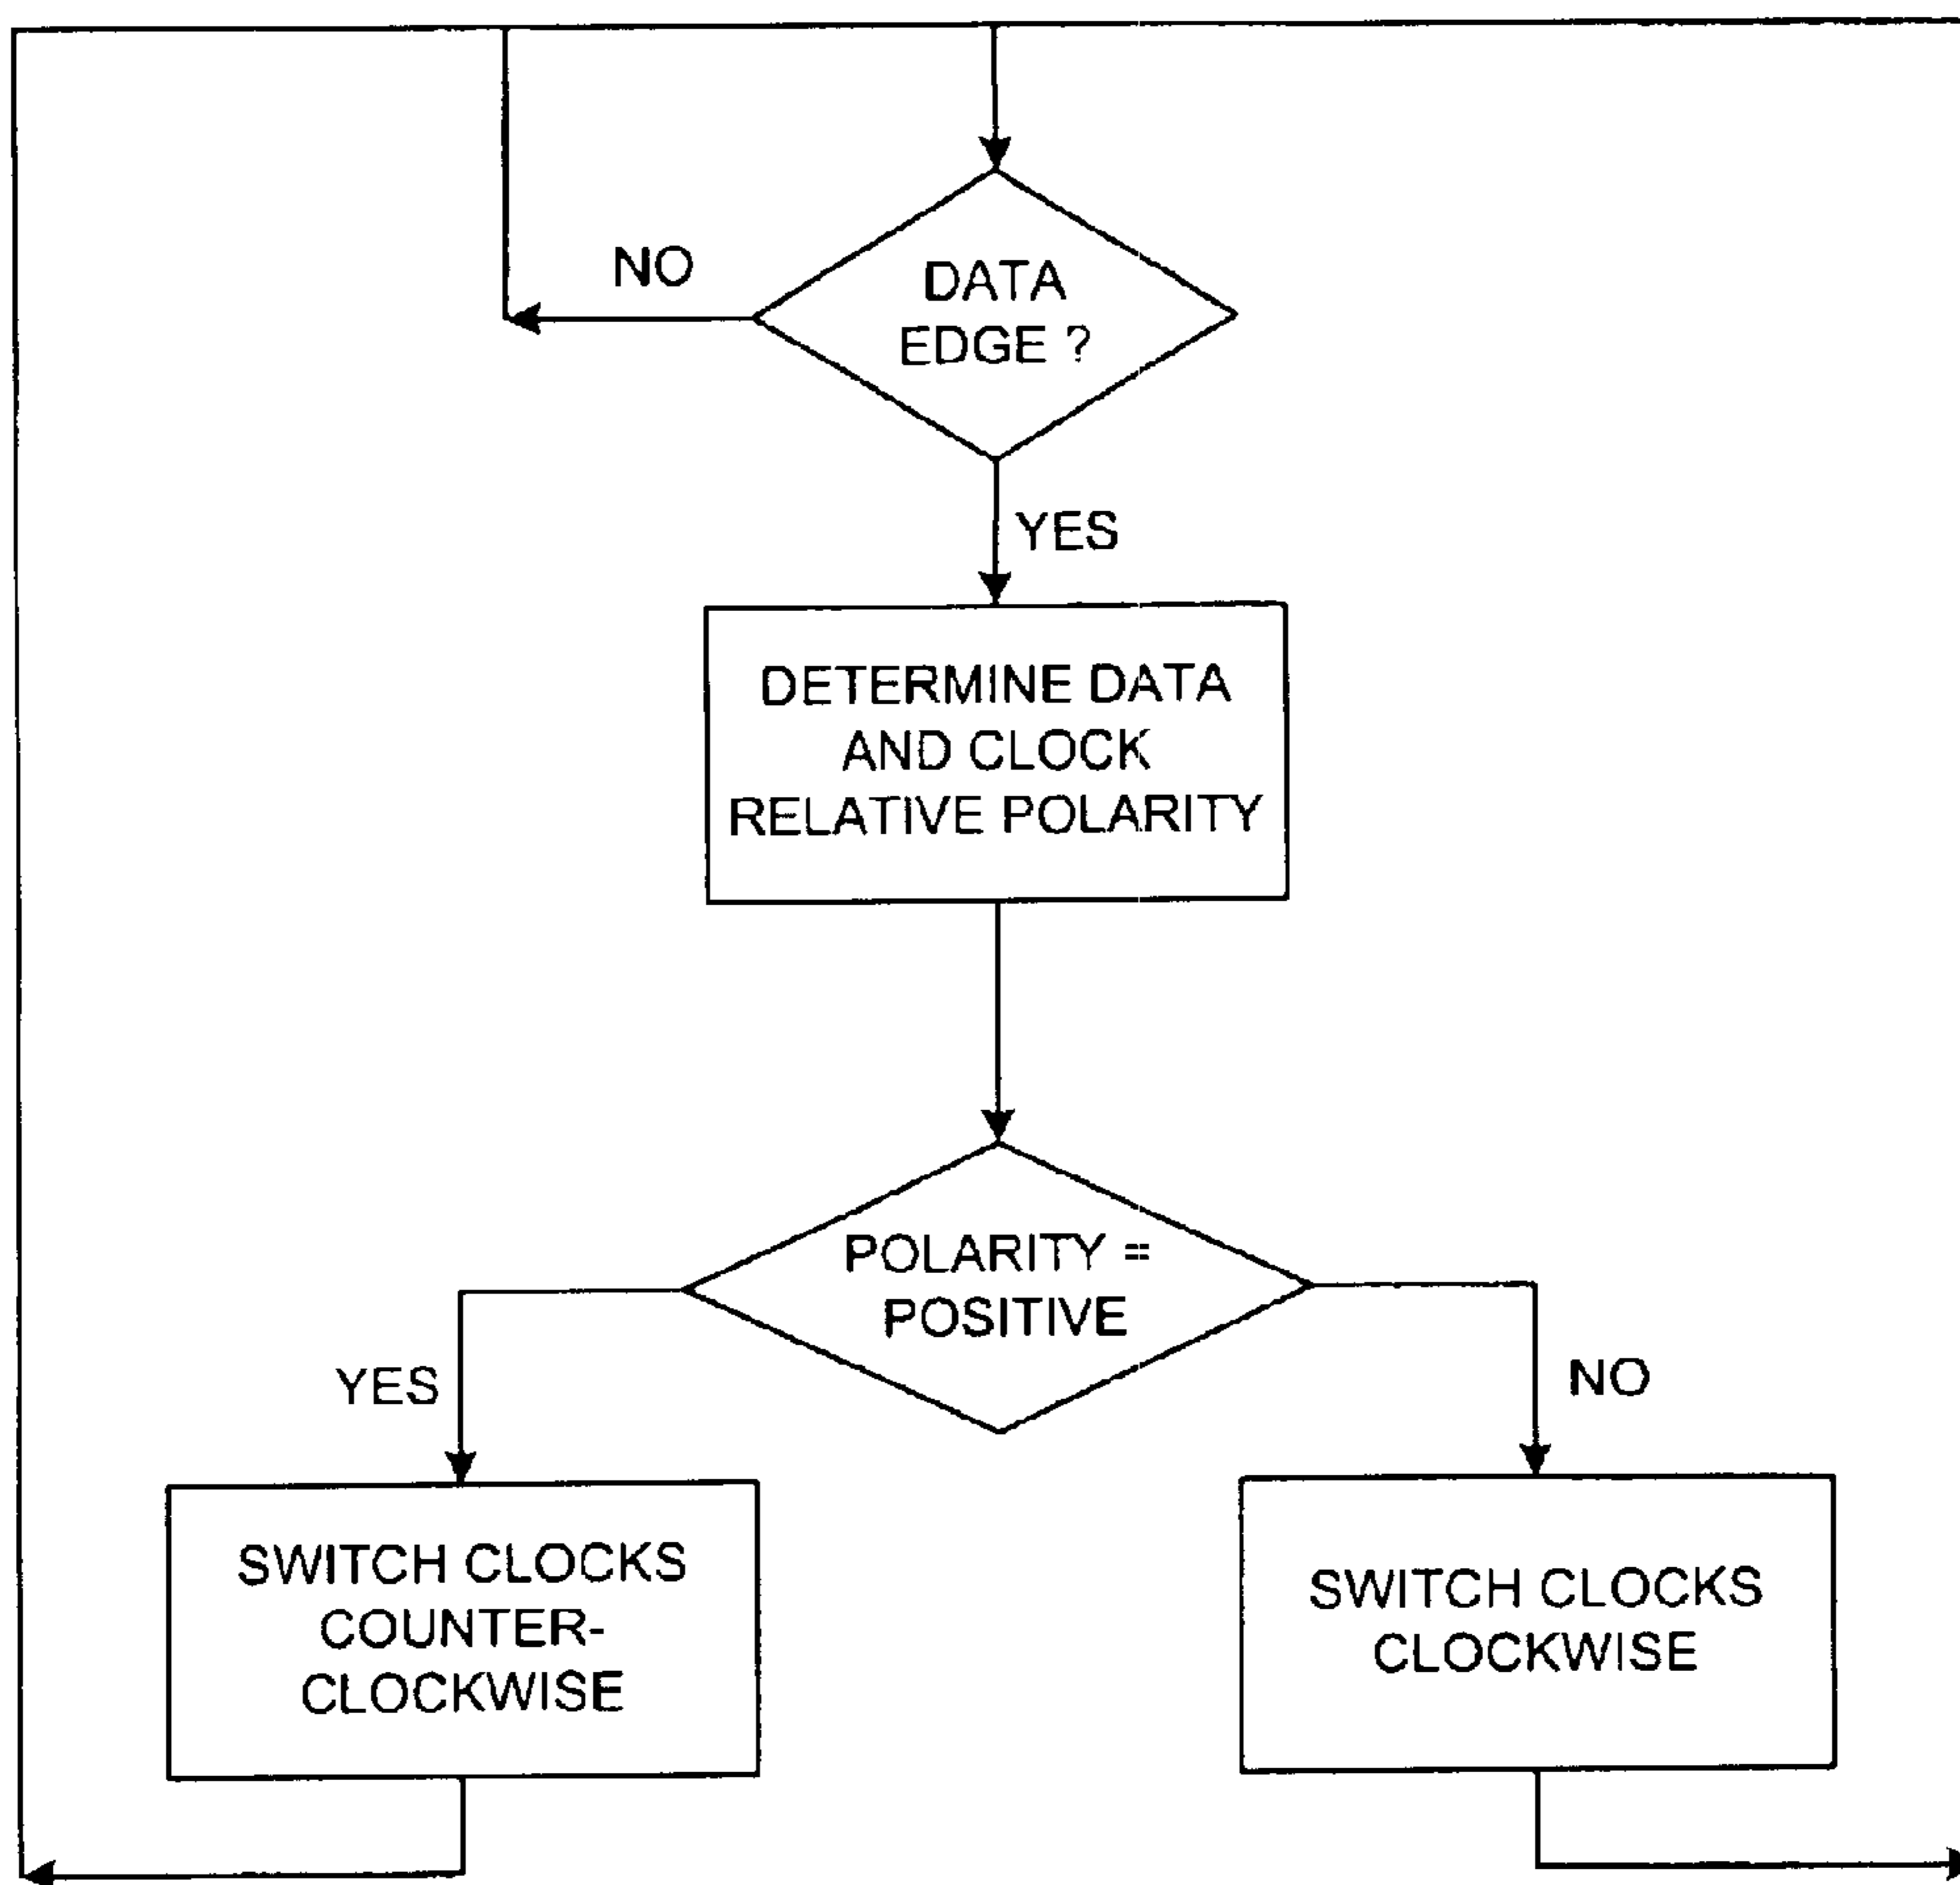 DATA
EDGE ?
NO
YES
DETERMINE DATA
AND CLOCK
RELATIVE POLARITY
POLARITY =
POSITIVE
YES
NO
SWITCH CLOCKS
COUNTER-
CLOCKWISE
SWITCH CLOCKS
CLOCKWISE